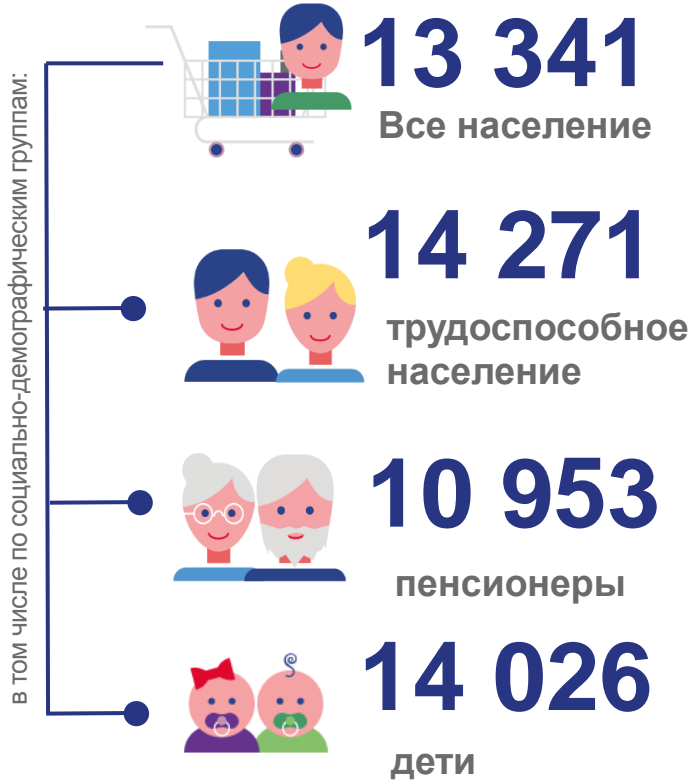 13 341
Все население
в том числе по социально-демографическим группам:
14 271
трудоспособное
население
10 953
пенсионеры
14 026
дети